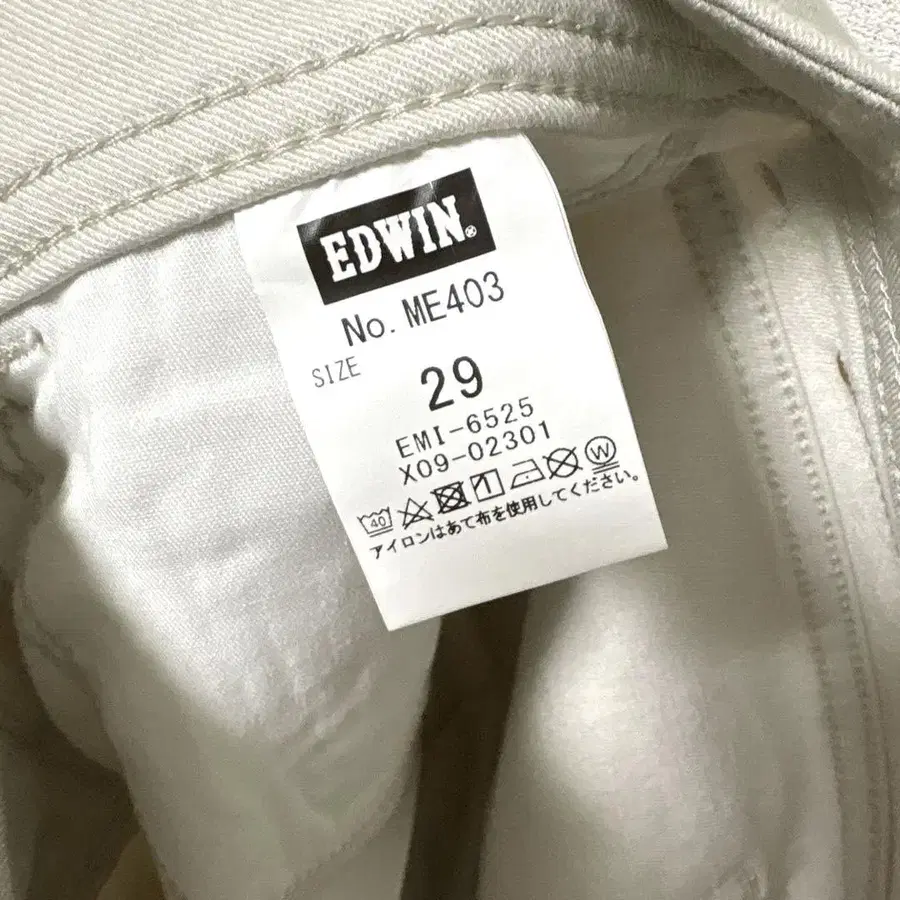 EDWIN®
No. ME403
SIZE
29
EMI-6525
X09-02301
40 1 W
アイロンはあて布を使用してください。